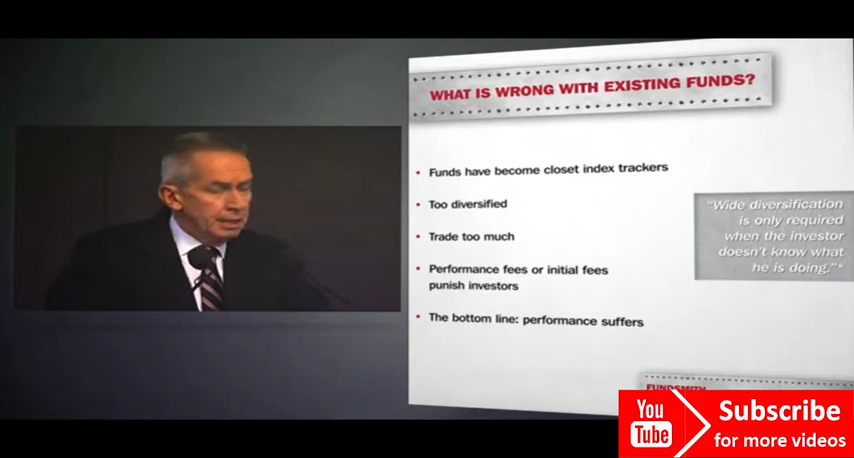 WHAT IS WRONG WITH EXISTING FUNDS?
• Funds have become closet index trackers
• Too diversified
• Trade too much
• Performance fees or initial fees
punish investors
• The bottom line: performance suffers
"Wide diversification
is only required
when the investor
doesn't know what
he is doing."*
FUNDSMITH
You
Tube
Subscribe
for more videos